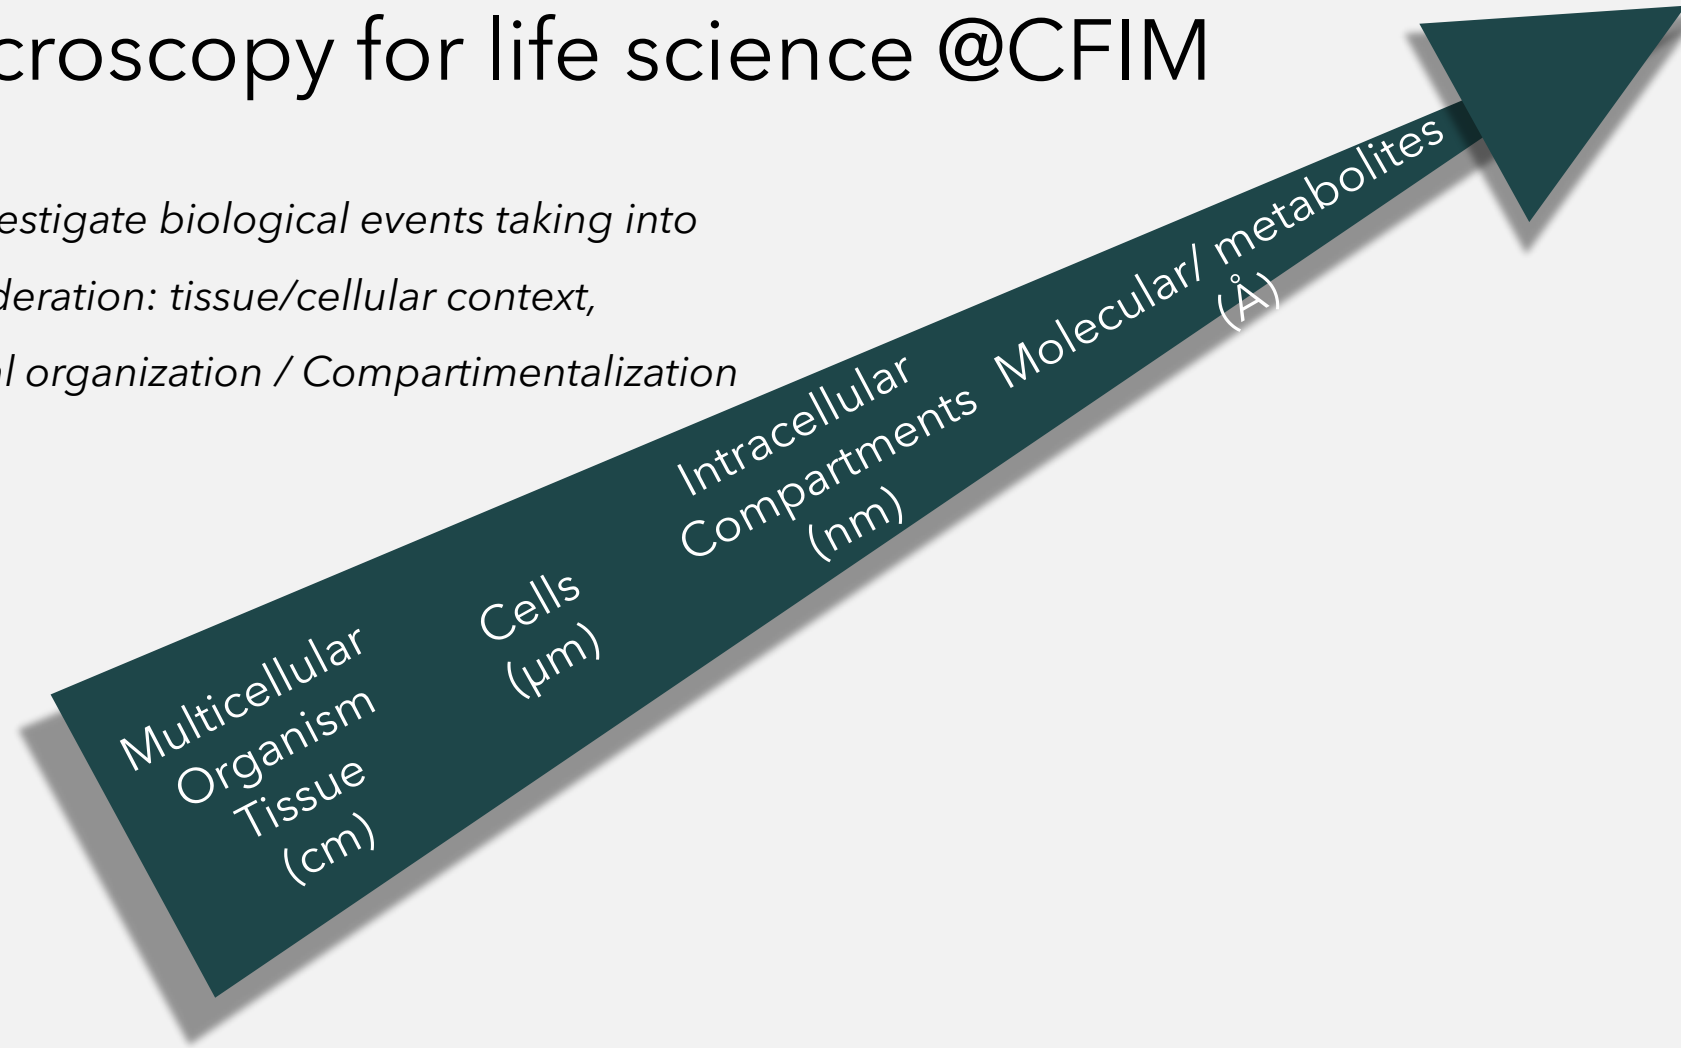 croscopy for life science @CFIM
estigate biological events taking into
deration: tissue/cellular context,
l organization / Compartimentalization
Multicellular
Organism
Tissue
(cm)
Cells
(µm)
Intracellular
Compartments
(nm)
Molecular/ metabolites
(Å)